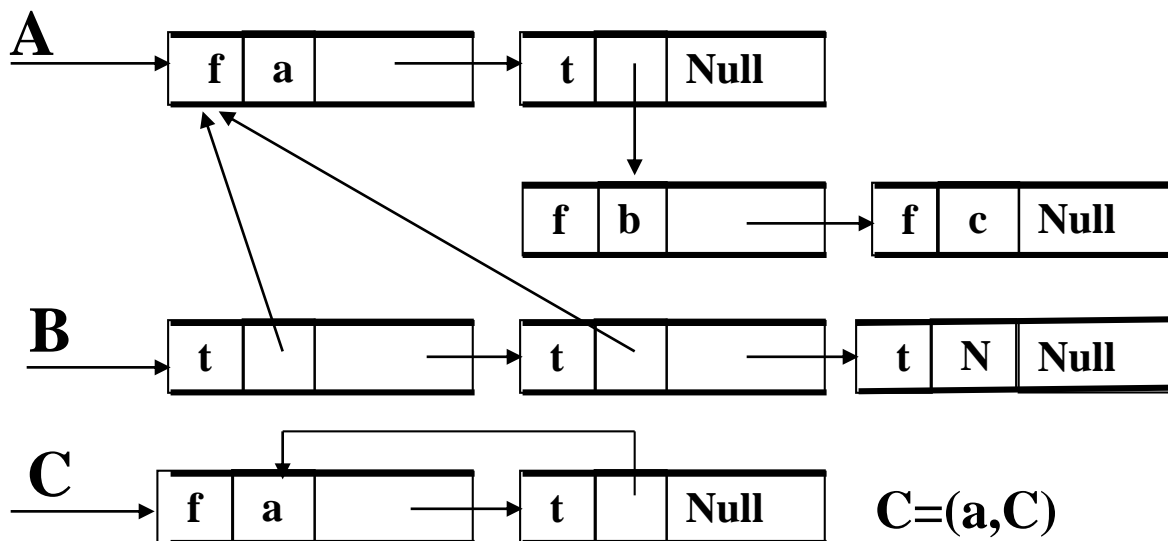 A
f a t Null
f b f c Null
B
t t t N Null
C
f a t Null C=(a,C)